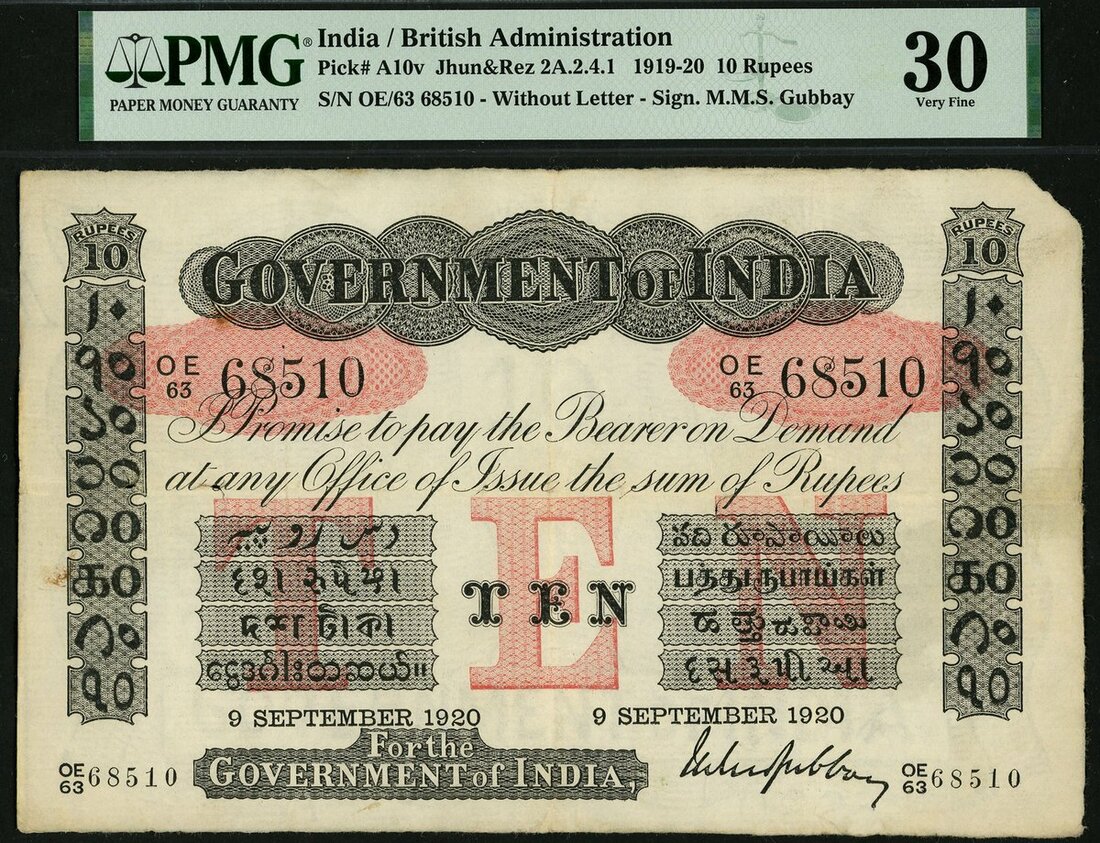 PMG®
PAPER MONEY GUARANTY
India / British Administration
Pick# A10v Jhun&Rez 2A.2.4.1 1919-20 10 Rupees
S/N OE/63 68510 - Without Letter - Sign. M.M.S. Gubbay
30
Very Fine
RUPEES
10
GOVERNMENT OF INDIA
RUPEES
10
OE
63 68510
OE
63 68510
I Promise to pay the Bearer on Demand
at any Office of Issue the sum of Rupees
१०
১০
௰
TEN
TEN
দশ টাকা
பத்து ரூபாய்கள்
9 SEPTEMBER 1920
9 SEPTEMBER 1920
For the
GOVERNMENT of INDIA,
OE
63 68510
OE
63 68510